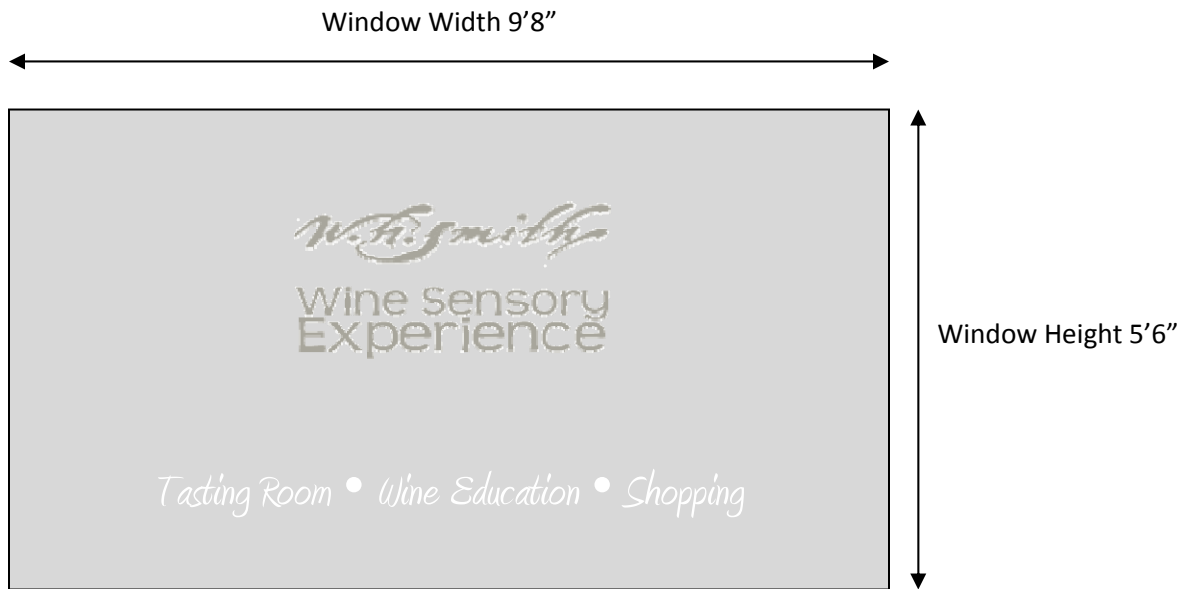 Window Width 9’8”
W.H.Smith
Wine Sensory
Experience
Window Height 5’6”
Tasting Room • Wine Education • Shopping